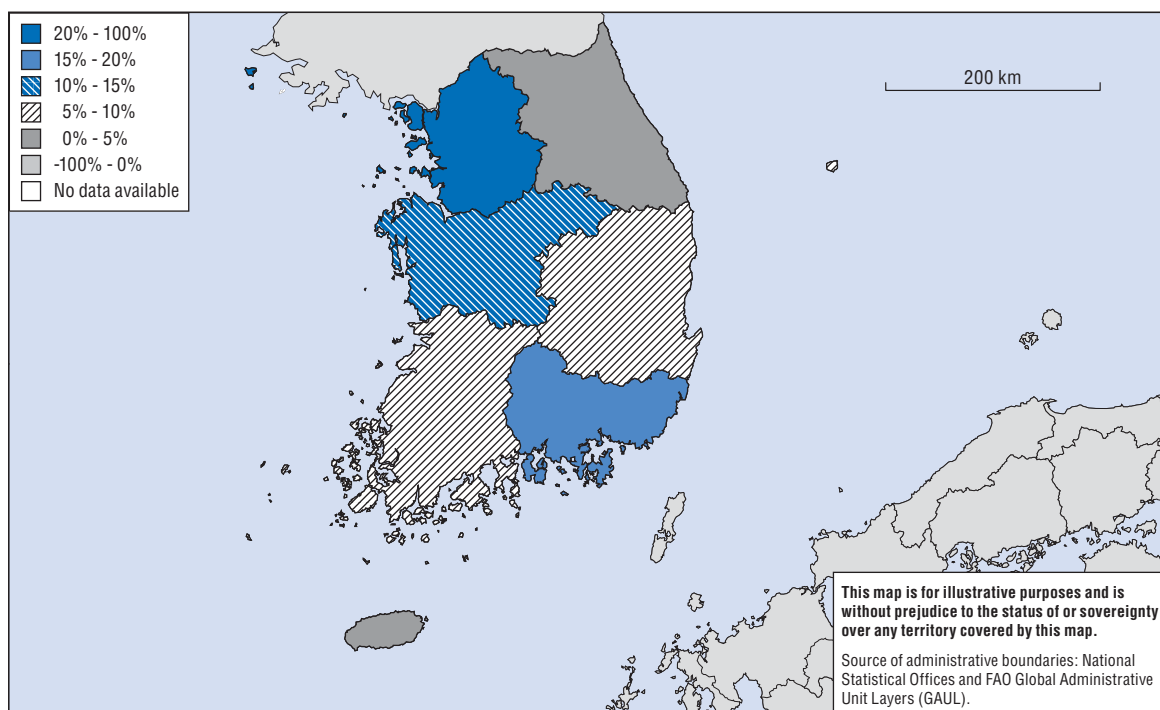 20% - 100%
15% - 20%
10% - 15%
5% - 10%
0% - 5%
-100% - 0%
No data available
200 km
This map is for illustrative purposes and is
without prejudice to the status of or sovereignty
over any territory covered by this map.
Source of administrative boundaries: National
Statistical Offices and FAO Global Administrative
Unit Layers (GAUL).